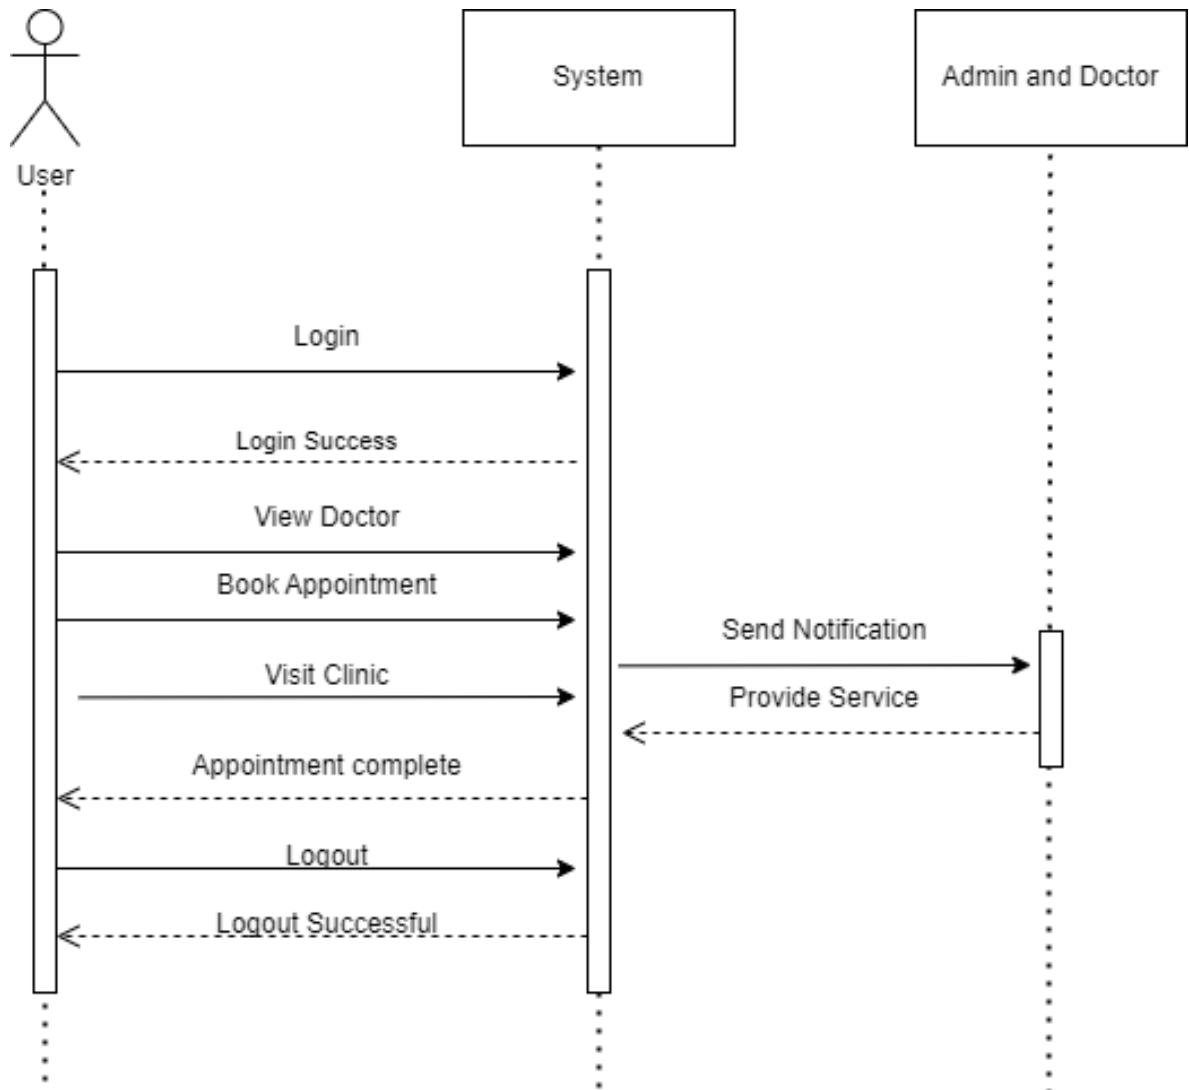 System
Admin and Doctor
User
Login
Login Success
View Doctor
Book Appointment
Send Notification
Visit Clinic
Provide Service
Appointment complete
Logout
Logout Successful